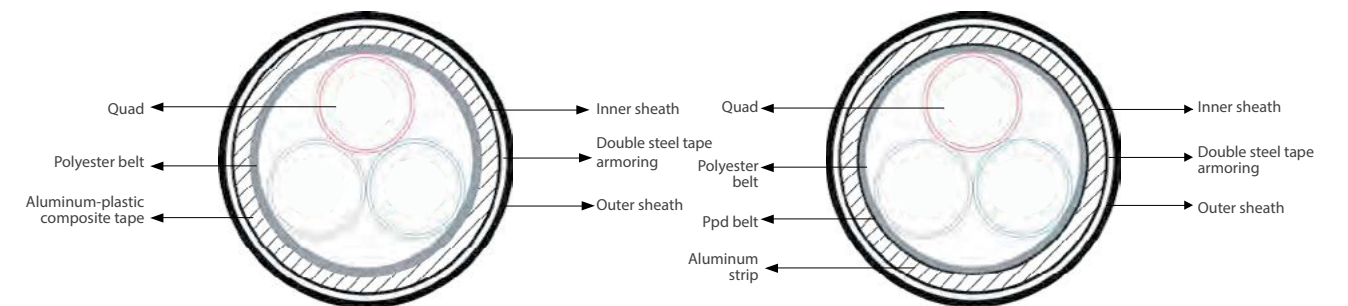 Quad
Polyester belt
Aluminum-plastic
composite tape
Inner sheath
Double steel tape
armoring
Outer sheath
Quad
Polyester
belt
Ppd belt
Aluminum
strip
Inner sheath
Double steel tape
armoring
Outer sheath